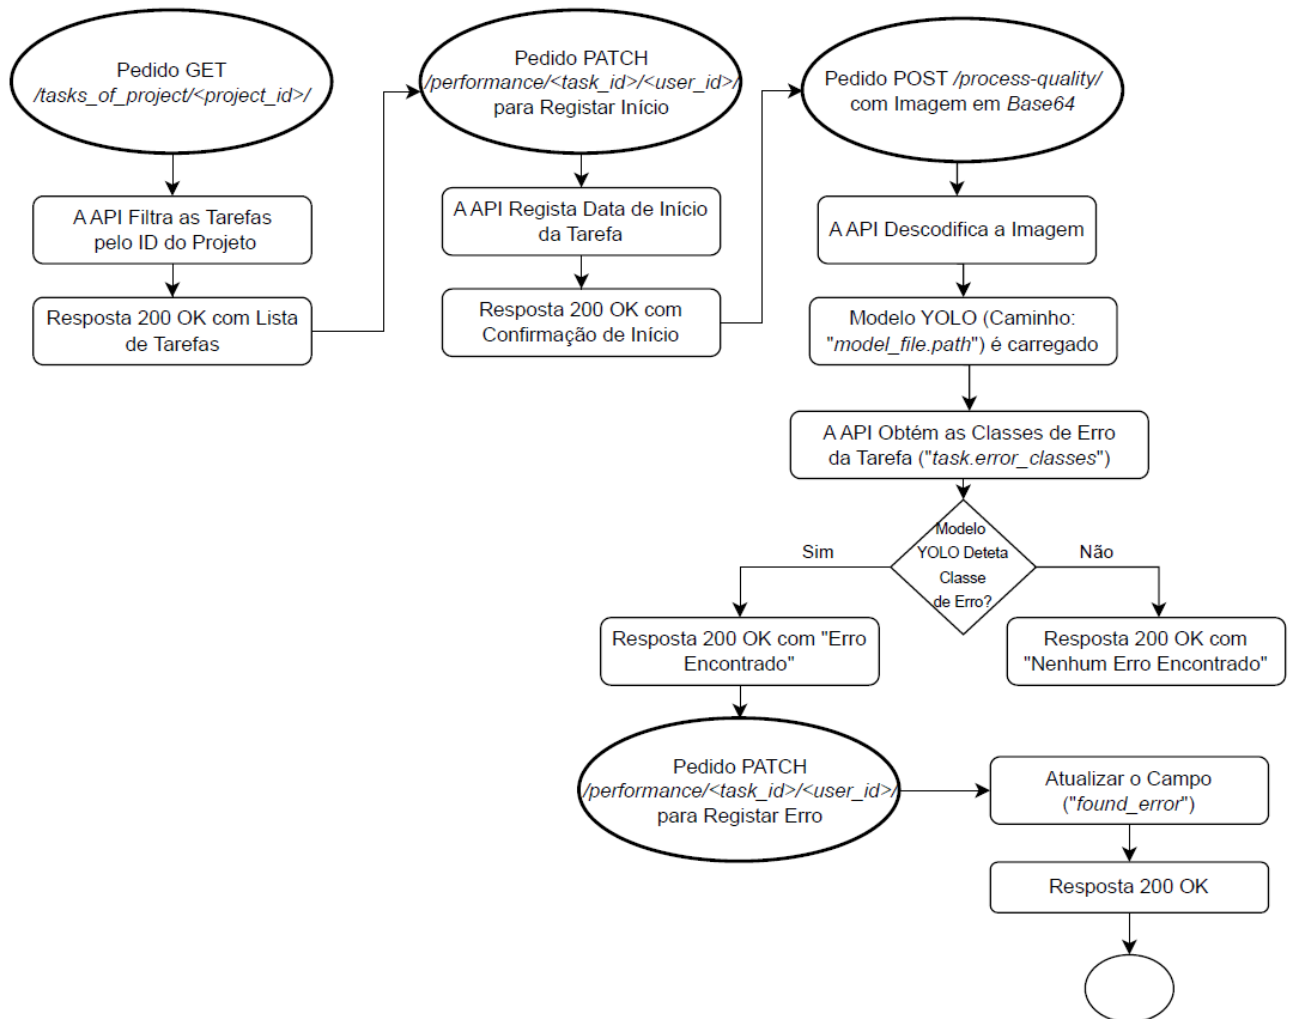 Pedido GET
/tasks_of_project/<project_id>/
A API Filtra as Tarefas
pelo ID do Projeto
Resposta 200 OK com Lista
de Tarefas
Pedido PATCH
/performance/<task_id>/<user_id>/
para Registar Início
A API Regista Data de Início
da Tarefa
Resposta 200 OK com
Confirmação de Início
Pedido POST /process-quality/
com Imagem em Base64
A API Descodifica a Imagem
Modelo YOLO (Caminho:
"model_file.path") é carregado
A API Obtém as Classes de Erro
da Tarefa ("task.error_classes")
Modelo
YOLO Deteta
Classe
de Erro?
Sim
Não
Resposta 200 OK com "Erro
Encontrado"
Resposta 200 OK com
"Nenhum Erro Encontrado"
Pedido PATCH
/performance/<task_id>/<user_id>/
para Registar Erro
Atualizar o Campo
("found_error")
Resposta 200 OK